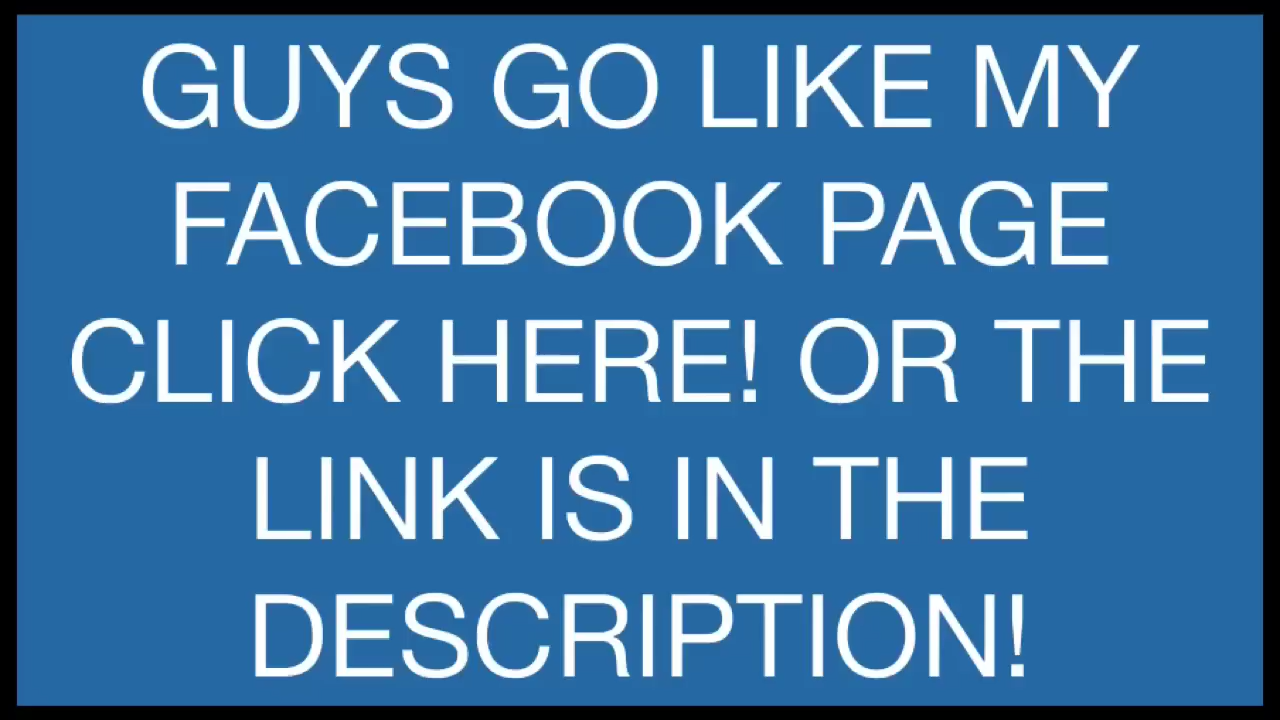 GUYS GO LIKE MY
FACEBOOK PAGE
CLICK HERE! OR THE
LINK IS IN THE
DESCRIPTION!